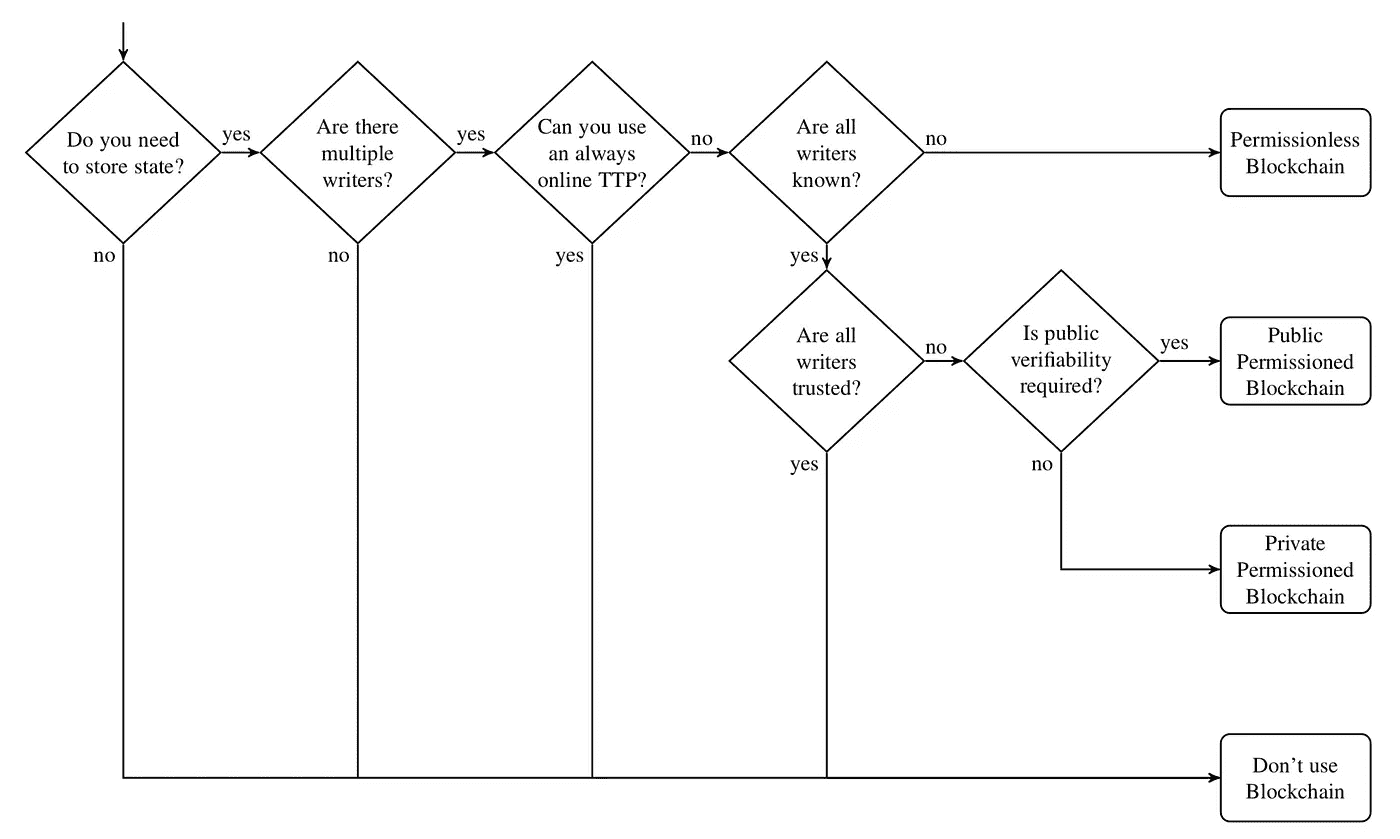 Do you need
to store state?
yes
no
Are there
multiple
writers?
yes
no
Can you use
an always
online TTP?
no
yes
Are all
writers
known?
no
yes
Permissionless
Blockchain
Are all
writers
trusted?
no
yes
Is public
verifiability
required?
yes
no
Public
Permissioned
Blockchain
Private
Permissioned
Blockchain
Don’t use
Blockchain